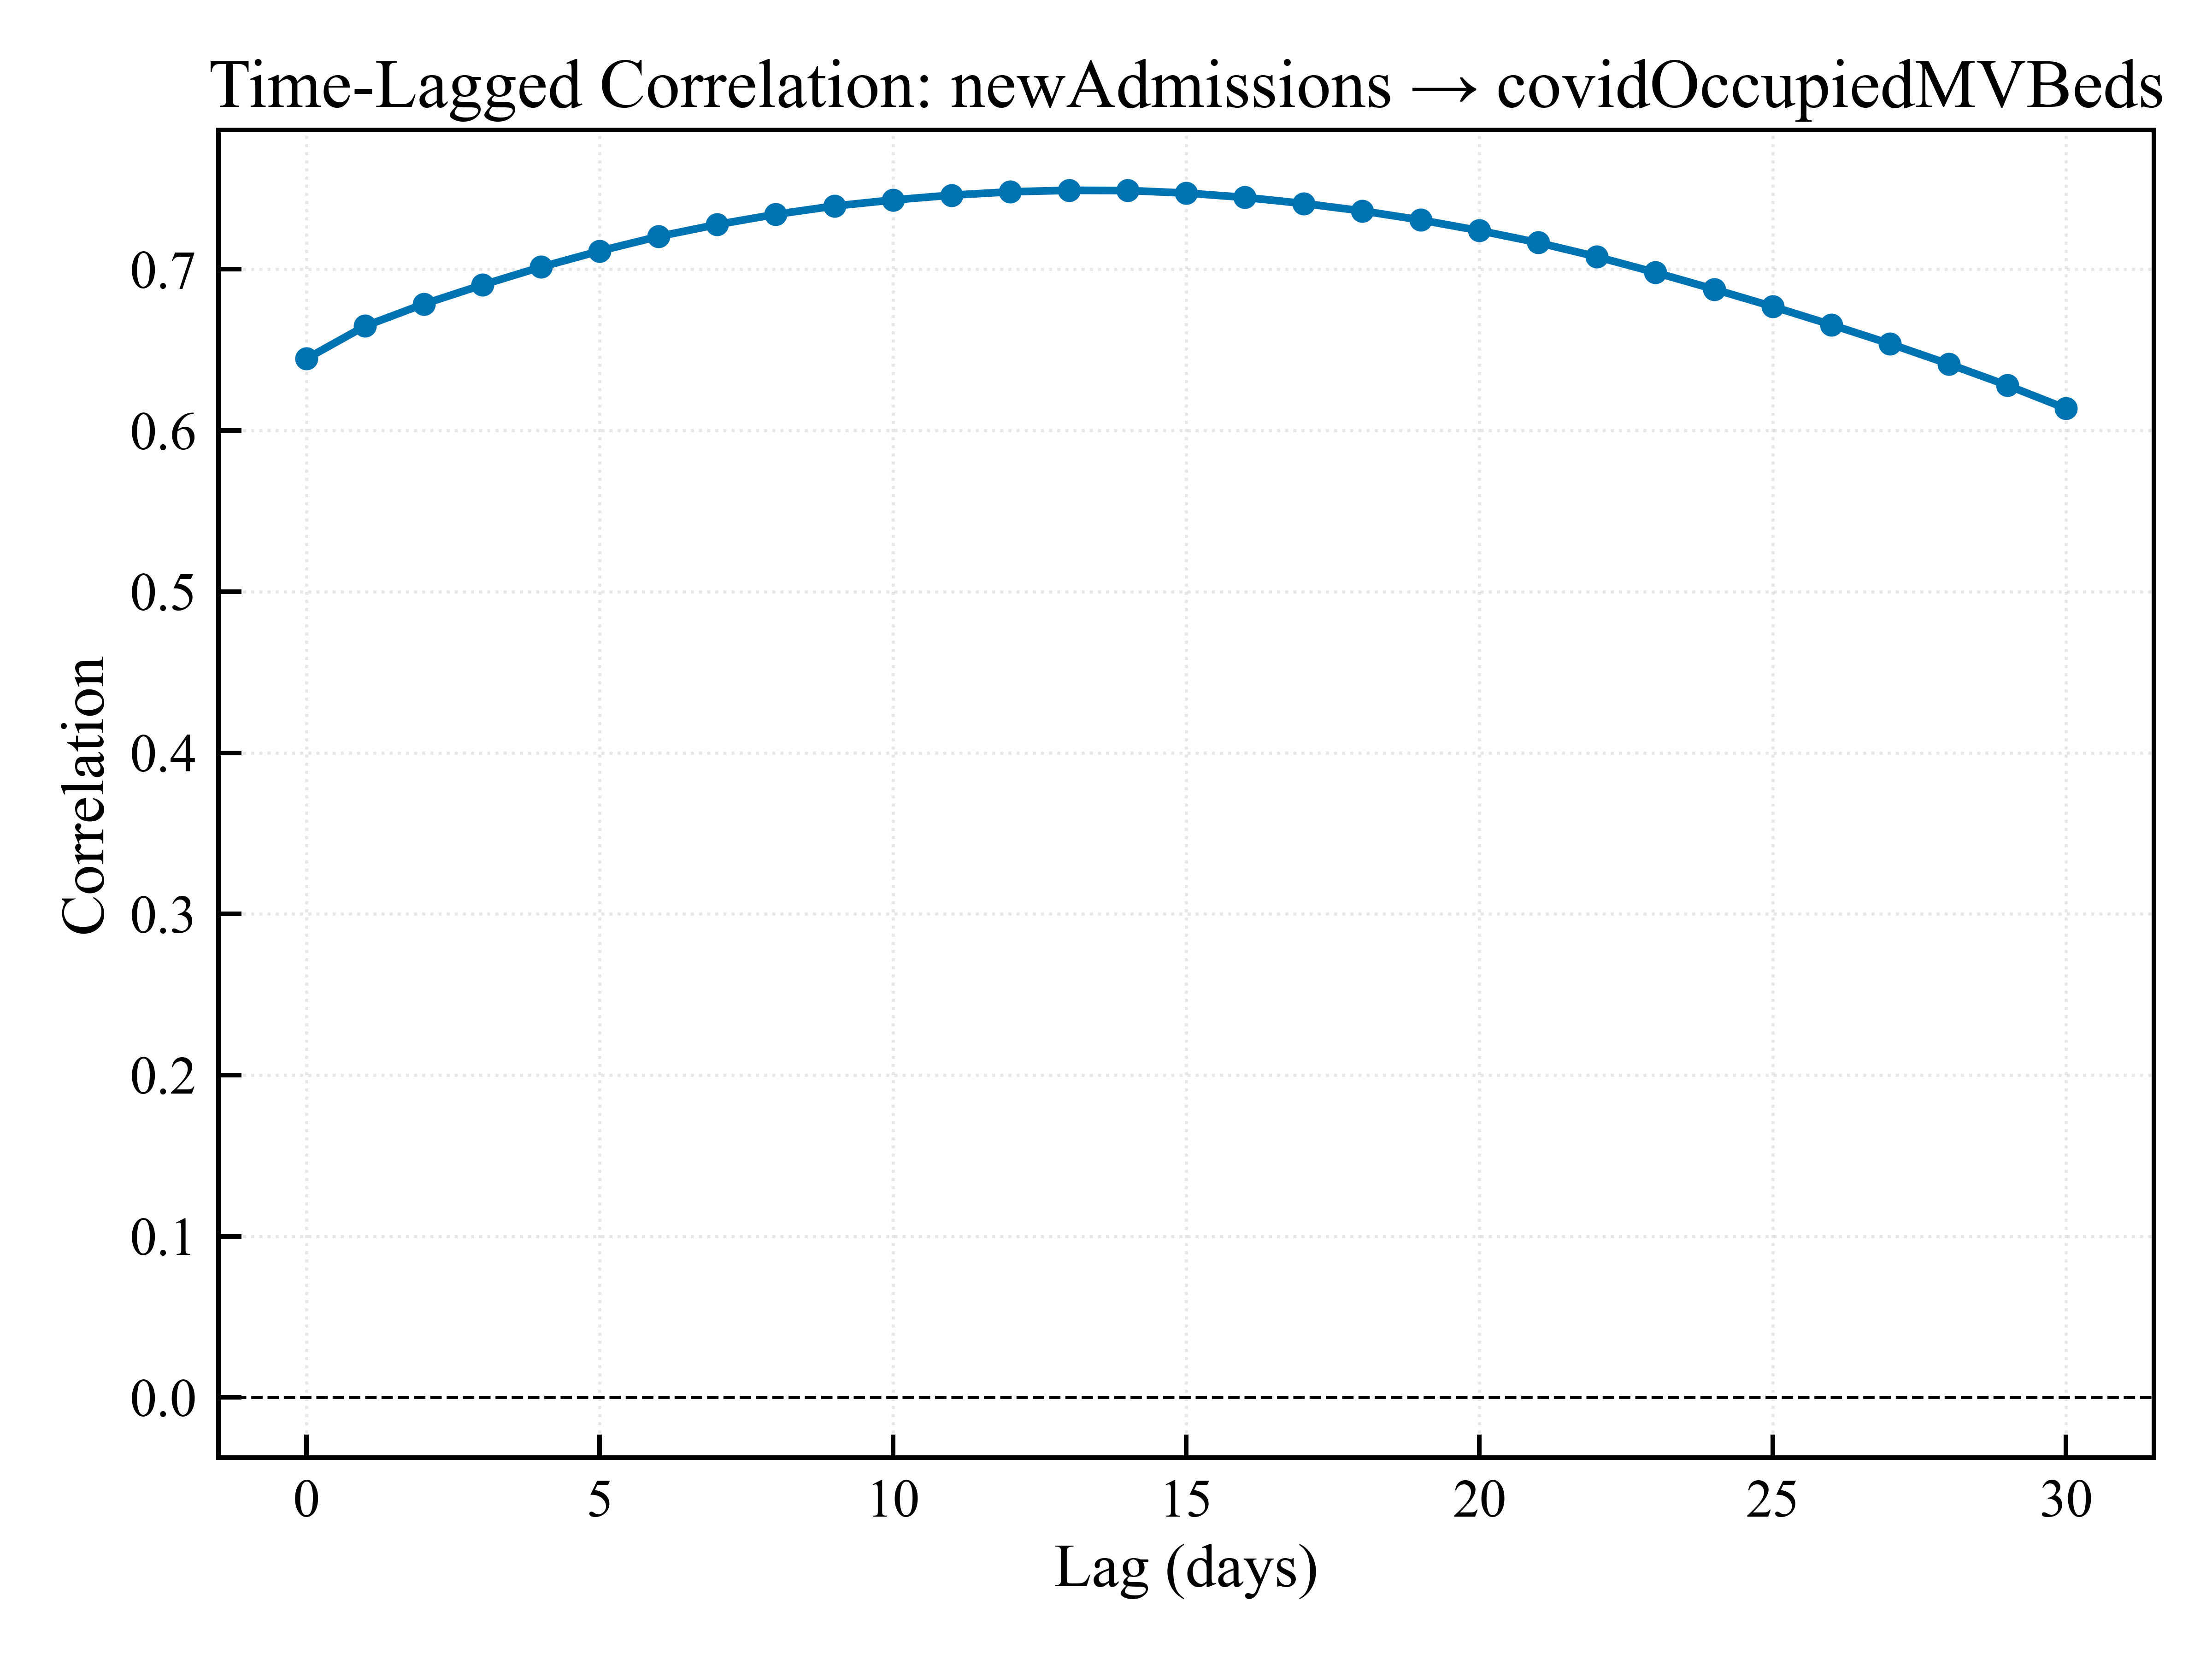 Time-Lagged Correlation: newAdmissions → covidOccupiedMVBeds
Correlation
0.7
0.6
0.5
0.4
0.3
0.2
0.1
0.0
0 5 10 15 20 25 30
Lag (days)